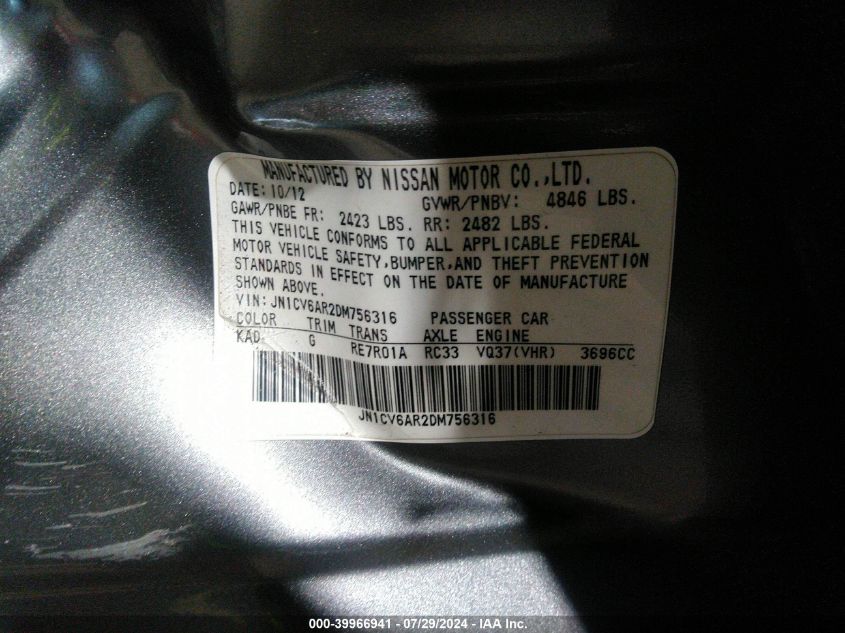 MANUFACTURED BY NISSAN MOTOR CO.,LTD.
DATE: 10/12 GVWR/PNBV: 4846 LBS.
GAWR/PNBE FR: 2423 LBS. RR: 2482 LBS.
THIS VEHICLE CONFORMS TO ALL APPLICABLE FEDERAL
MOTOR VEHICLE SAFETY,BUMPER,AND THEFT PREVENTION
STANDARDS IN EFFECT ON THE DATE OF MANUFACTURE
SHOWN ABOVE.
VIN: JN1CV6AR2DM756316 PASSENGER CAR
COLOR TRIM TRANS AXLE ENGINE
KAD G RE7R01A RC33 VQ37(VHR) 3696CC
JN1CV6AR2DM756316
000-39966941 - 07/29/2024 - IAA Inc.